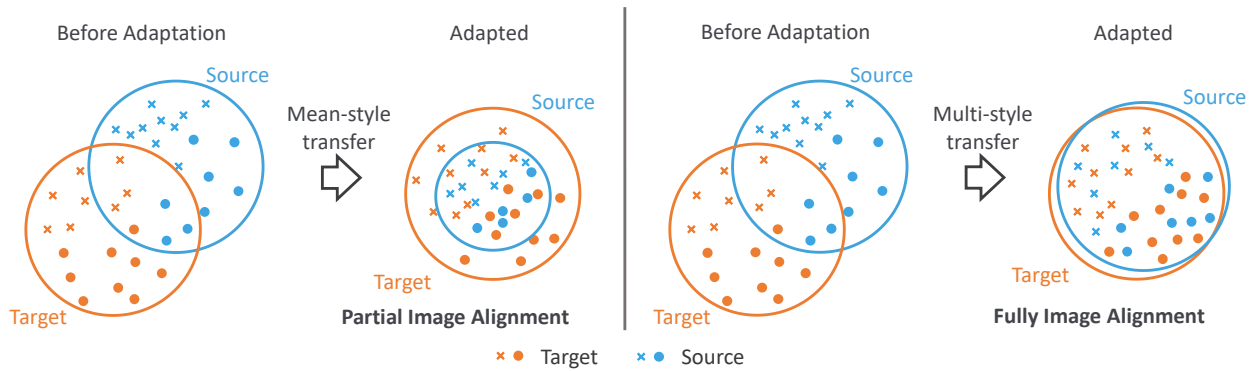 Before Adaptation
Adapted
Source
Mean-style
transfer
Source
Target
Target
Partial Image Alignment
Before Adaptation
Adapted
Source
Multi-style
transfer
Source
Target
Target
Fully Image Alignment
Target
Source